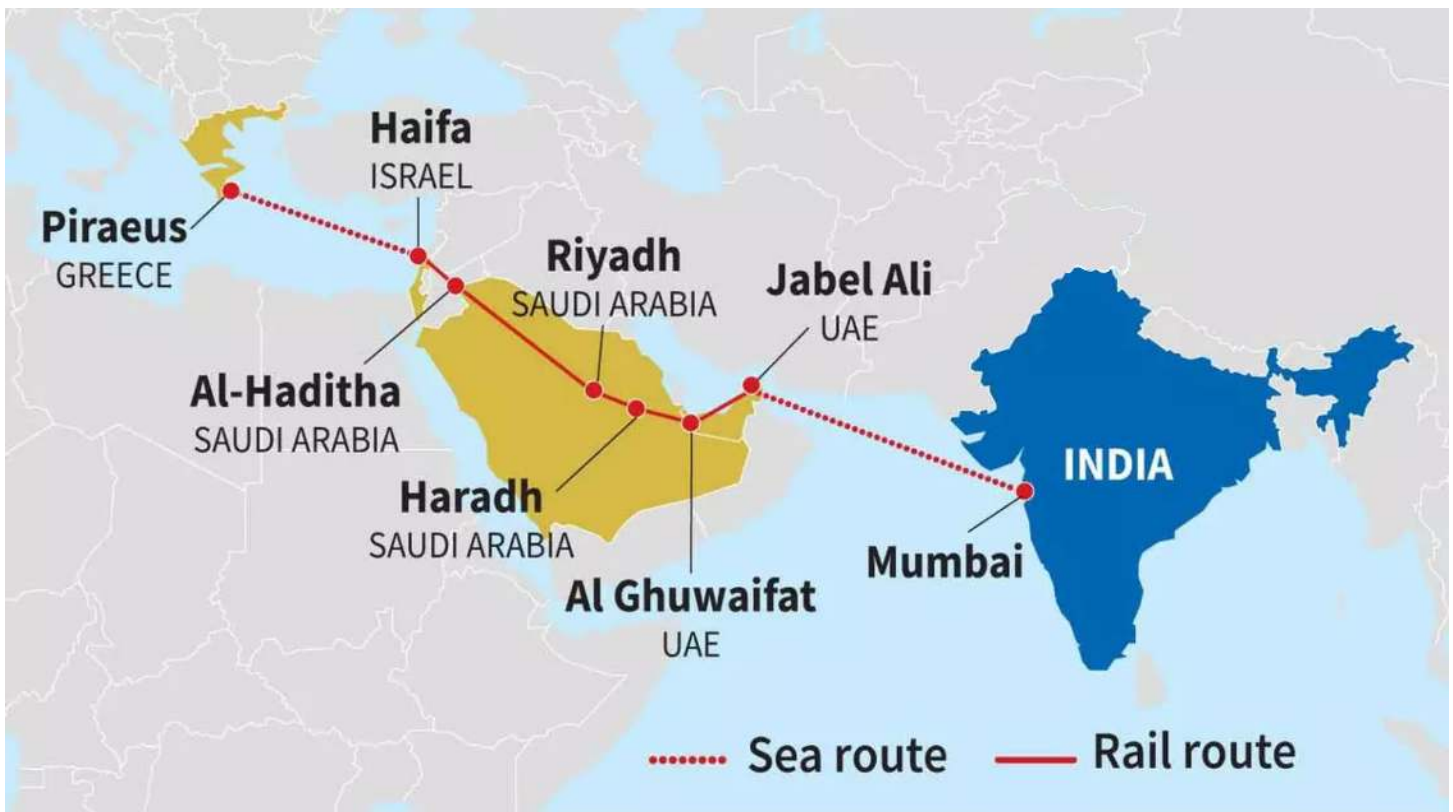 Haifa
ISRAEL
Piraeus
GREECE
Riyadh
SAUDI ARABIA
Jabel Ali
UAE
Al-Haditha
SAUDI ARABIA
INDIA
Haradh
SAUDI ARABIA
Mumbai
Al Ghuwaifat
UAE
Sea route
Rail route